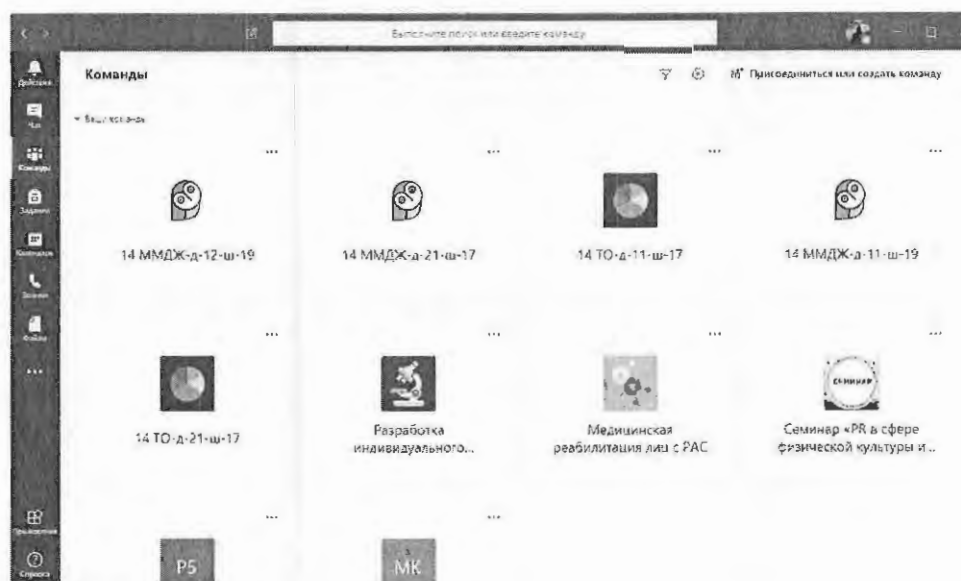 Выполните поиск или введите команду
Действия
Команды
Присоединиться или создать команду
Чат
Ваши команды
Команды
Задания
Календарь
Звонки
Файлы
14 ММДЖ-д-12-ш-19
14 ММДЖ-д-21-ш-17
14 ТО-д-11-ш-17
14 ММДЖ-д-11-ш-19
14 ТО-д-21-ш-17
Разработка
индивидуального...
Медицинская
реабилитация лиц с РАС
СЕМИНАР
Семинар «PR в сфере
физической культуры и ...
Приложения
Справка
P5
МК